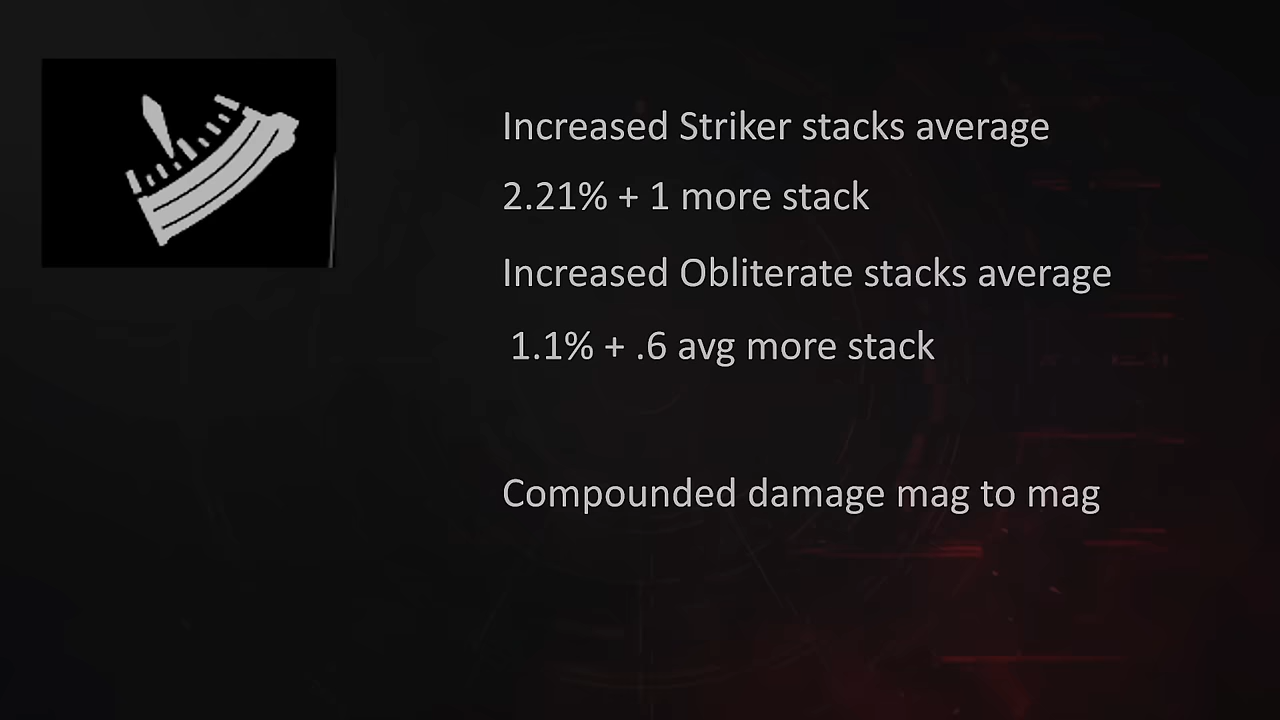 Increased Striker stacks average
2.21% + 1 more stack
Increased Obliterate stacks average
1.1% + .6 avg more stack
Compounded damage mag to mag